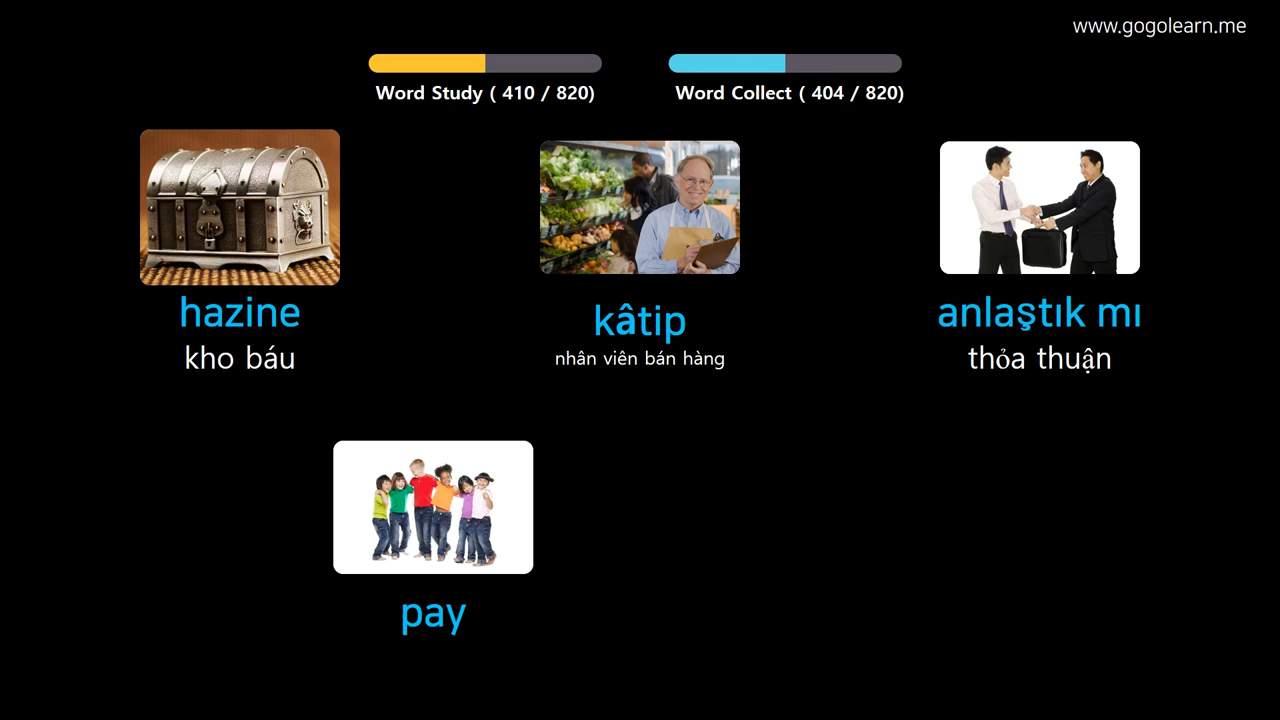 www.gogolearn.me
Word Study ( 410 / 820)
Word Collect ( 404 / 820)
hazine
kho báu
kâtip
nhân viên bán hàng
anlaştık mı
thỏa thuận
pay